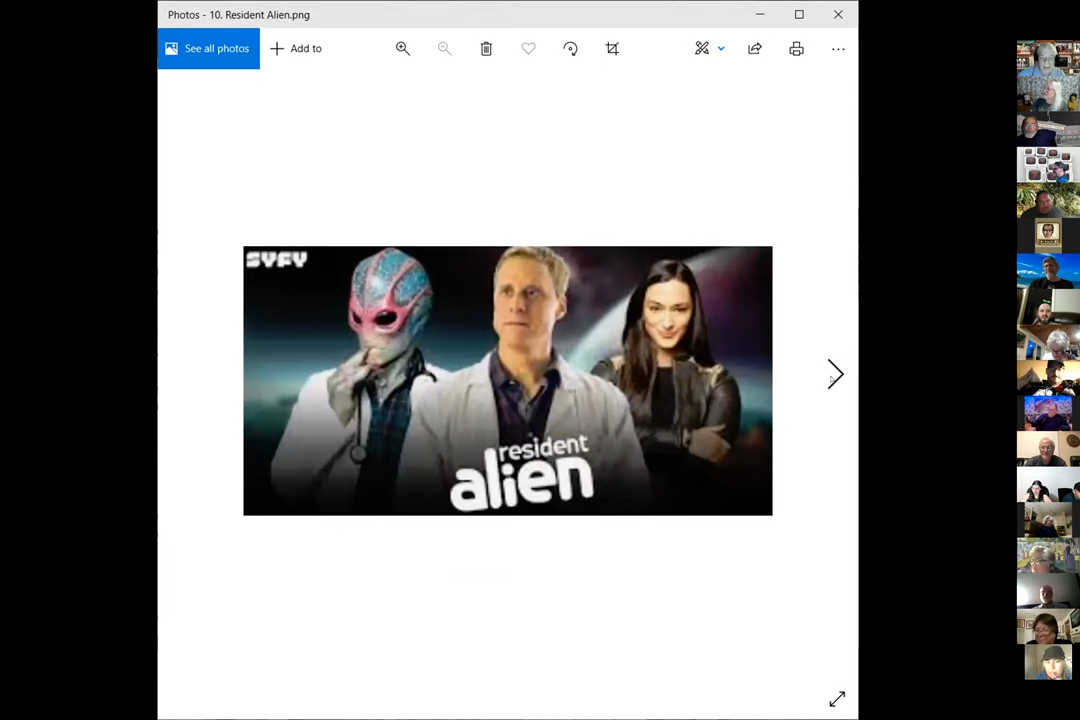 Photos - 10. Resident Alien.png
See all photos
Add to
SYFY
resident
alien